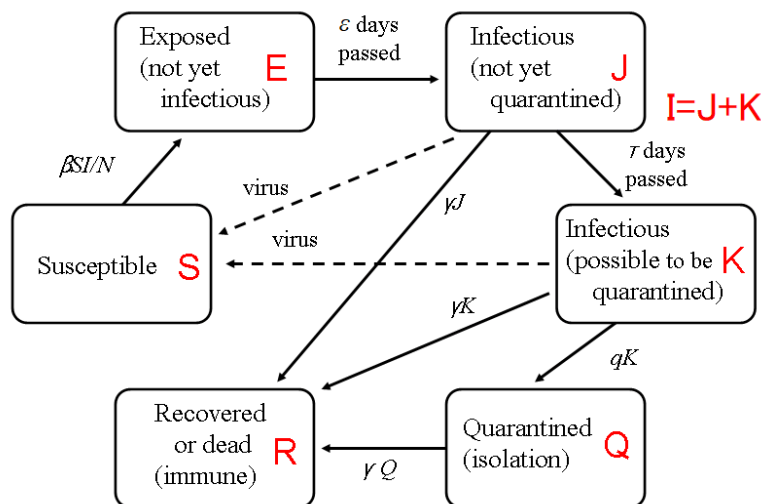 Exposed
(not yet
infectious)
E
ε days
passed
Infectious
(not yet
quarantined)
J
I=J+K
βSI/N
virus
γJ
τ days
passed
Susceptible
S
virus
Infectious
(possible to be
quarantined)
K
γK
qK
Recovered
or dead
(immune)
R
γQ
Quarantined
(isolation)
Q